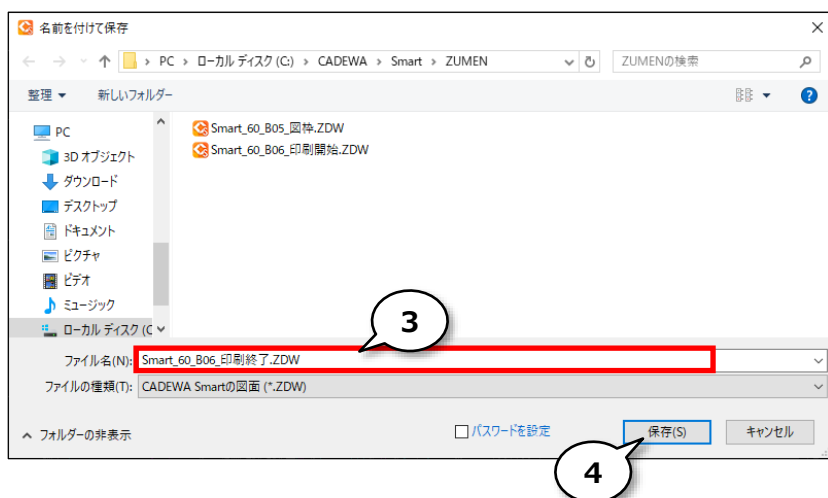 名前を付けて保存
PC › ローカル ディスク (C:) › CADEWA › Smart › ZUMEN
ZUMENの検索
整理 新しいフォルダー
PC
3D オブジェクト
ダウンロード
デスクトップ
ドキュメント
ピクチャ
ビデオ
ミュージック
ローカル ディスク (C
Smart_60_B05_図枠.ZDW
Smart_60_B06_印刷開始.ZDW
3
ファイル名(N): Smart_60_B06_印刷終了.ZDW
ファイルの種類(T): CADEWA Smartの図面 (*.ZDW)
フォルダーの非表示
パスワードを設定
保存(S)
キャンセル
4